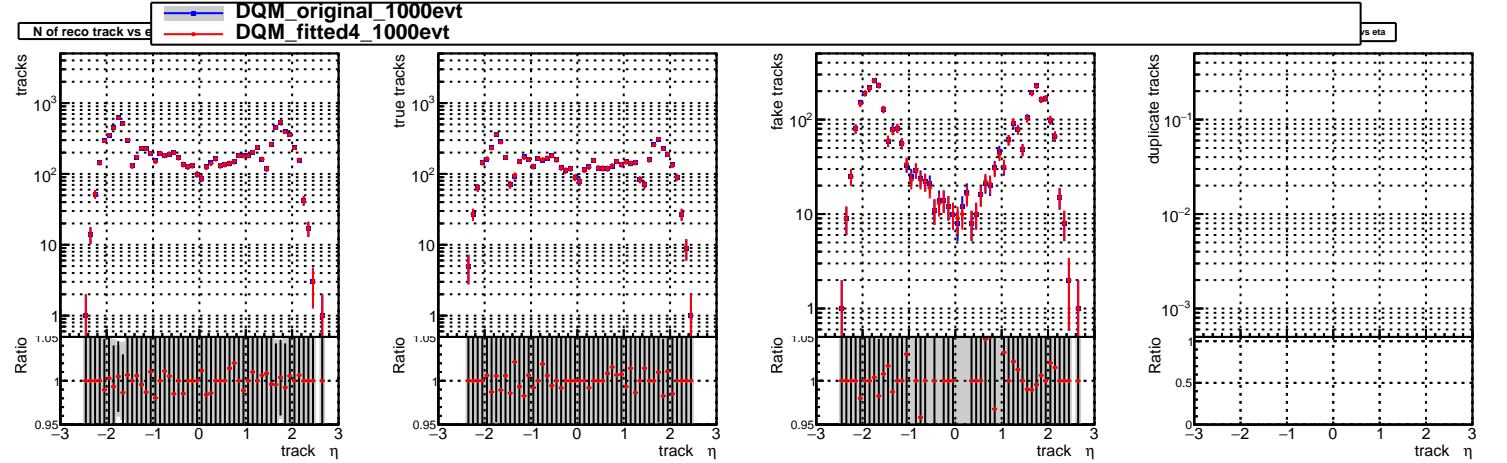 DQM_original_1000evt
DQM_fitted4_1000evt
N of reco track vs e
vs eta
tracks
10³
10²
10
1
Ratio
1.05
1
0.95
−3 −2 −1 0 1 2 3
track η
true tracks
10³
10²
10
1
Ratio
1.05
1
0.95
−3 −2 −1 0 1 2 3
track η
fake tracks
10²
10
1
Ratio
1.05
1
0.95
−3 −2 −1 0 1 2 3
track η
duplicate tracks
10⁻¹
10⁻²
10⁻³
Ratio
1
0.5
0
−3 −2 −1 0 1 2 3
track η